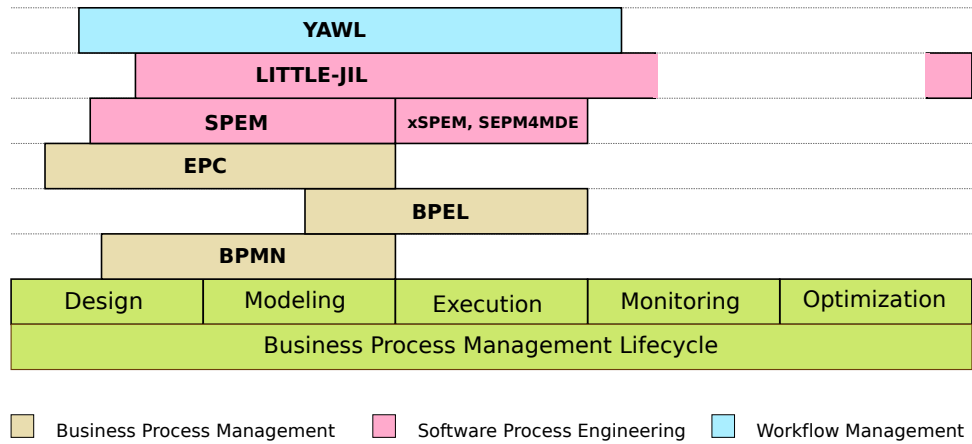 YAWL
LITTLE-JIL
SPEM xSPEM, SEPM4MDE
EPC
BPEL
BPMN
Design Modeling Execution Monitoring Optimization
Business Process Management Lifecycle
Business Process Management Software Process Engineering Workflow Management